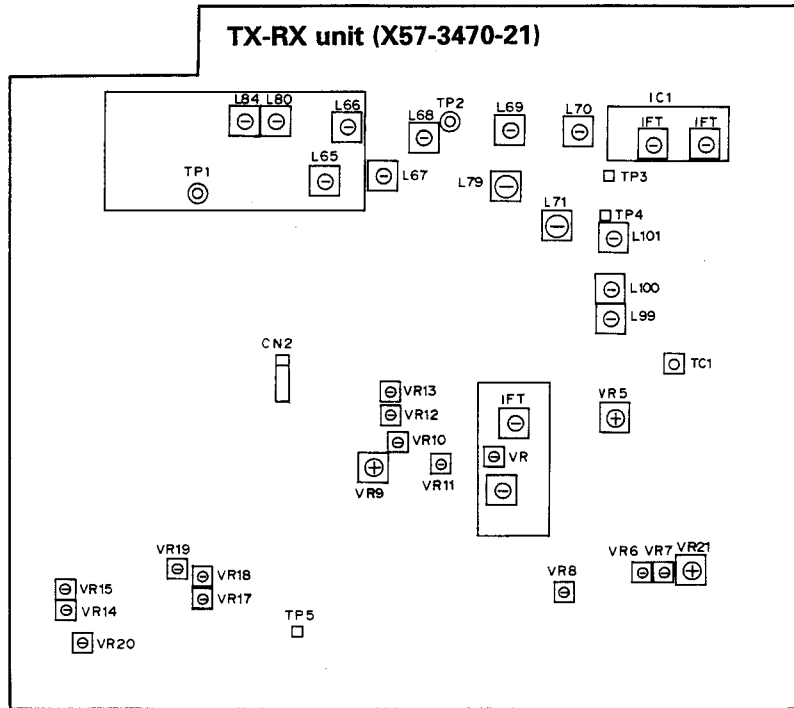 TX-RX unit (X57-3470-21)
L84 L80
L66
L68
TP2
L69
L70
IC1
IFT IFT
TP1
L65
L67
L79
TP3
L71
TP4
L101
L100
L99
CN2
TC1
VR13
VR12
IFT
VR5
VR10
VR
VR9
VR11
VR19
VR18
VR17
VR8
VR6 VR7 VR21
VR15
VR14
TP5
VR20